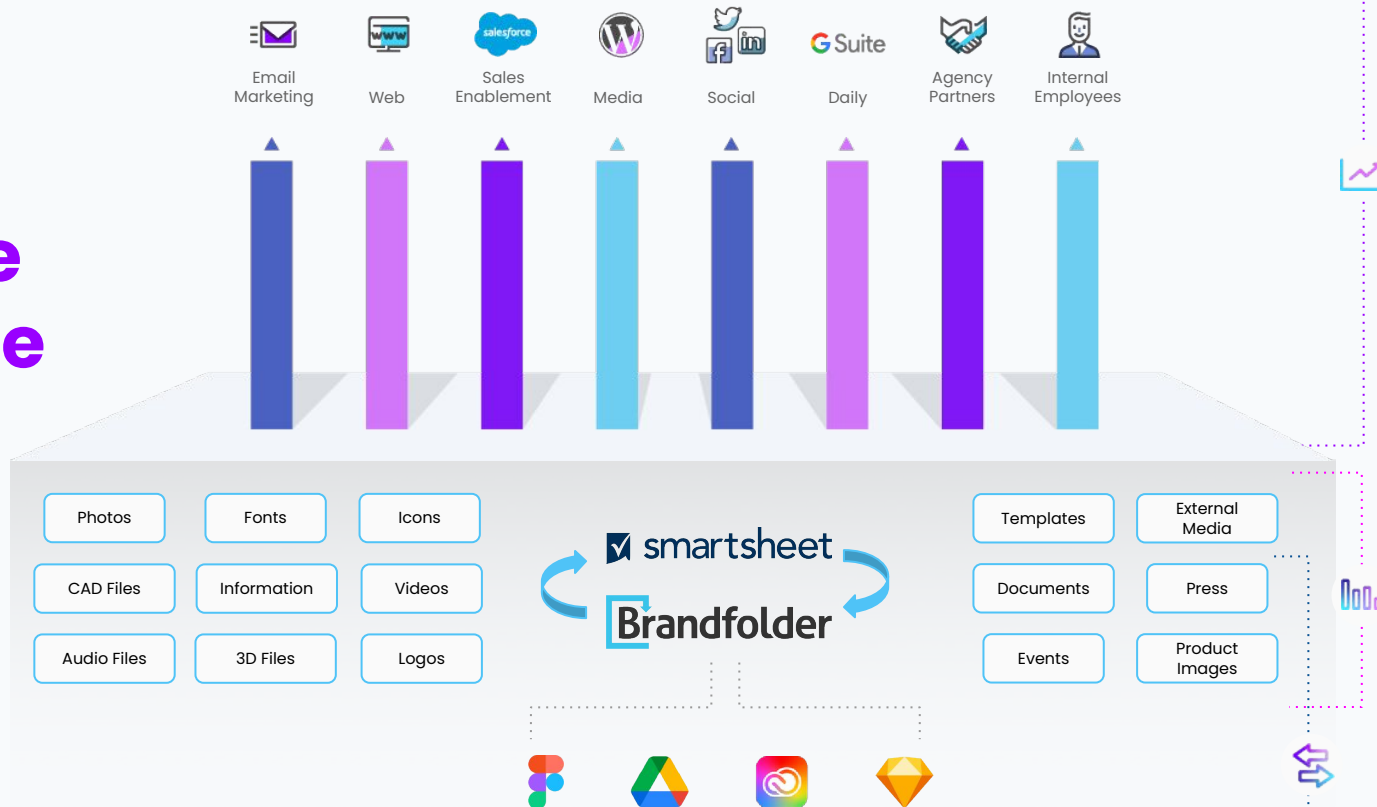 www
salesforce
G Suite
Email
Marketing
Web
Sales
Enablement
Media
Social
Daily
Agency
Partners
Internal
Employees
e
e
Photos
Fonts
Icons
CAD Files
Information
Videos
Audio Files
3D Files
Logos
smartsheet
Brandfolder
Templates
External
Media
Documents
Press
Events
Product
Images